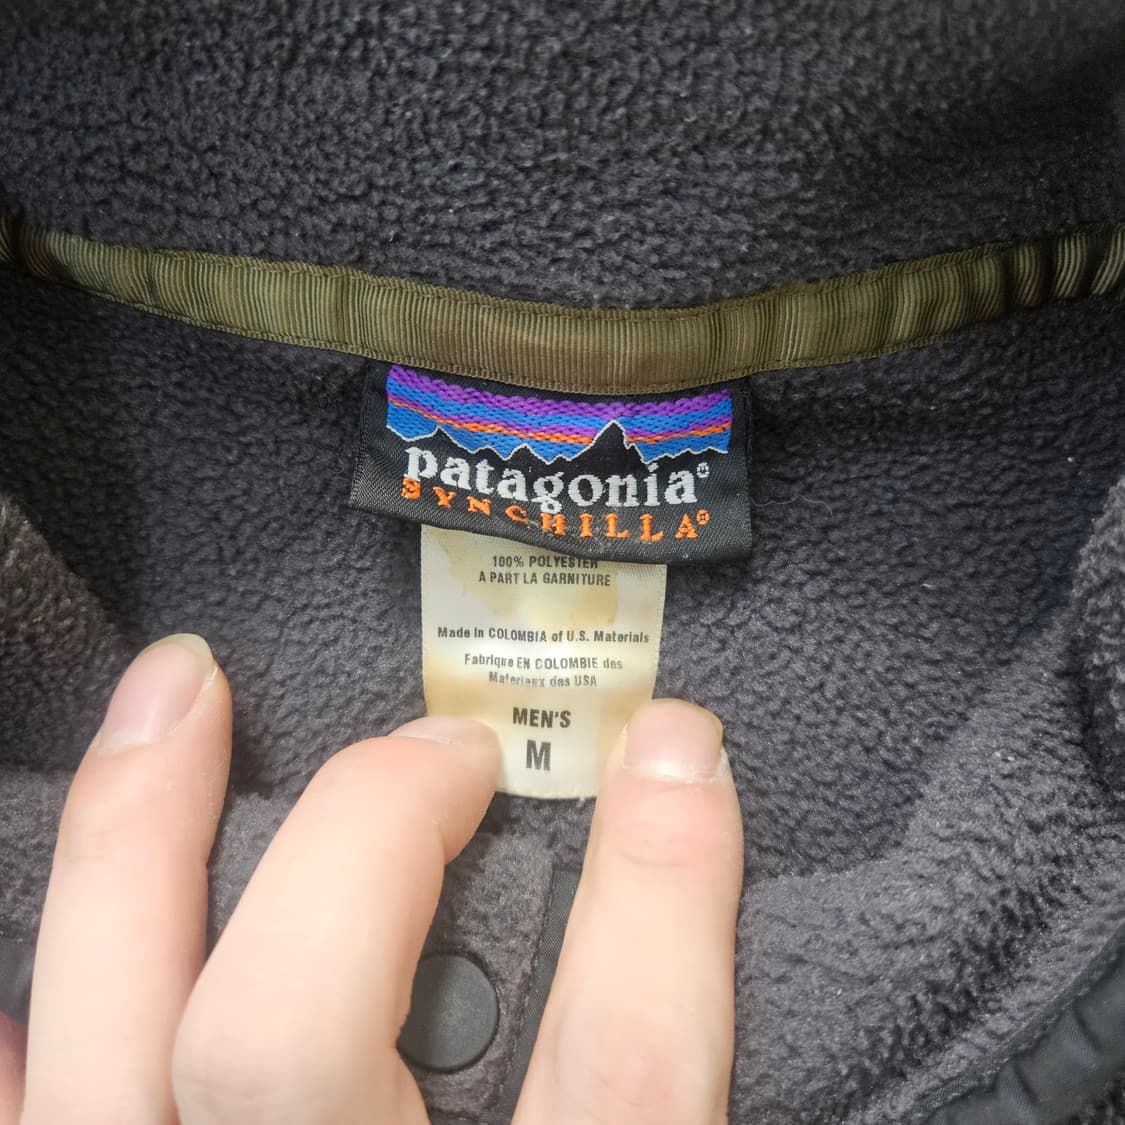 patagonia®
SYNCHILLA®
100% POLYESTER
A PART LA GARNITURE
Made in COLOMBIA of U.S. Materials
Fabrique EN COLOMBIE des
Materiaux des USA
MEN'S
M